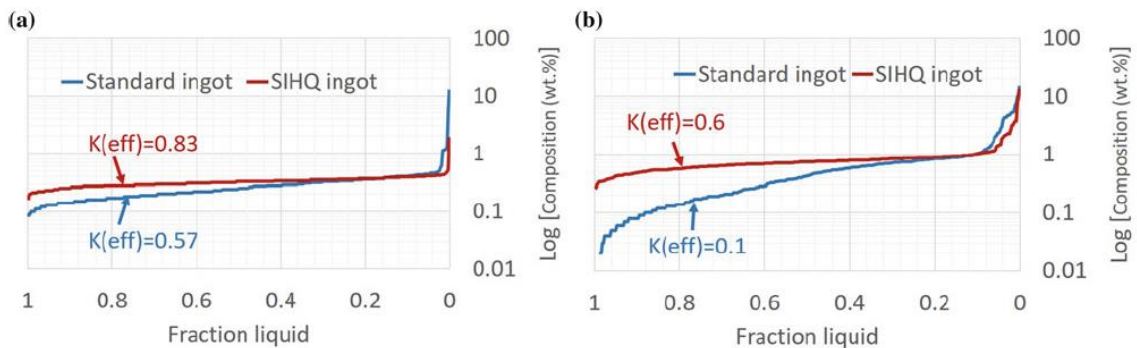 (a)
100
10
1
0.1
0.01
Log [Composition (wt.%)]
Standard ingot
SIHQ ingot
K(eff)=0.83
K(eff)=0.57
1
0.8
0.6
0.4
0.2
0
Fraction liquid
(b)
100
10
1
0.1
0.01
Log [Composition (wt.%)]
Standard ingot
SIHQ ingot
K(eff)=0.6
K(eff)=0.1
1
0.8
0.6
0.4
0.2
0
Fraction liquid